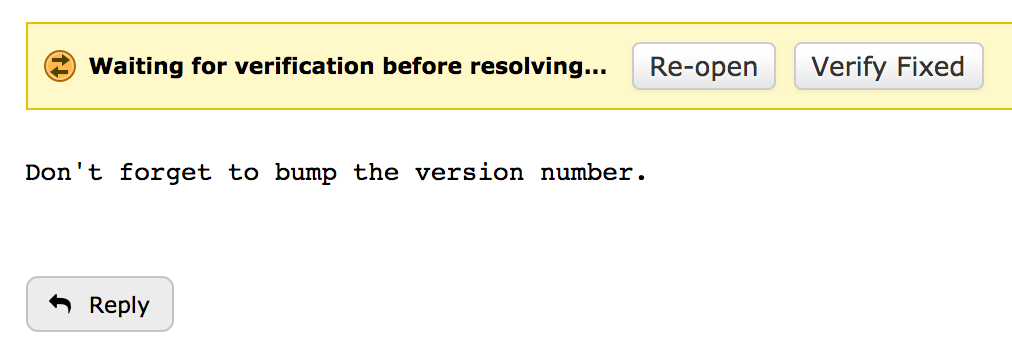 Waiting for verification before resolving... Re-open Verify Fixed
Don't forget to bump the version number.
Reply